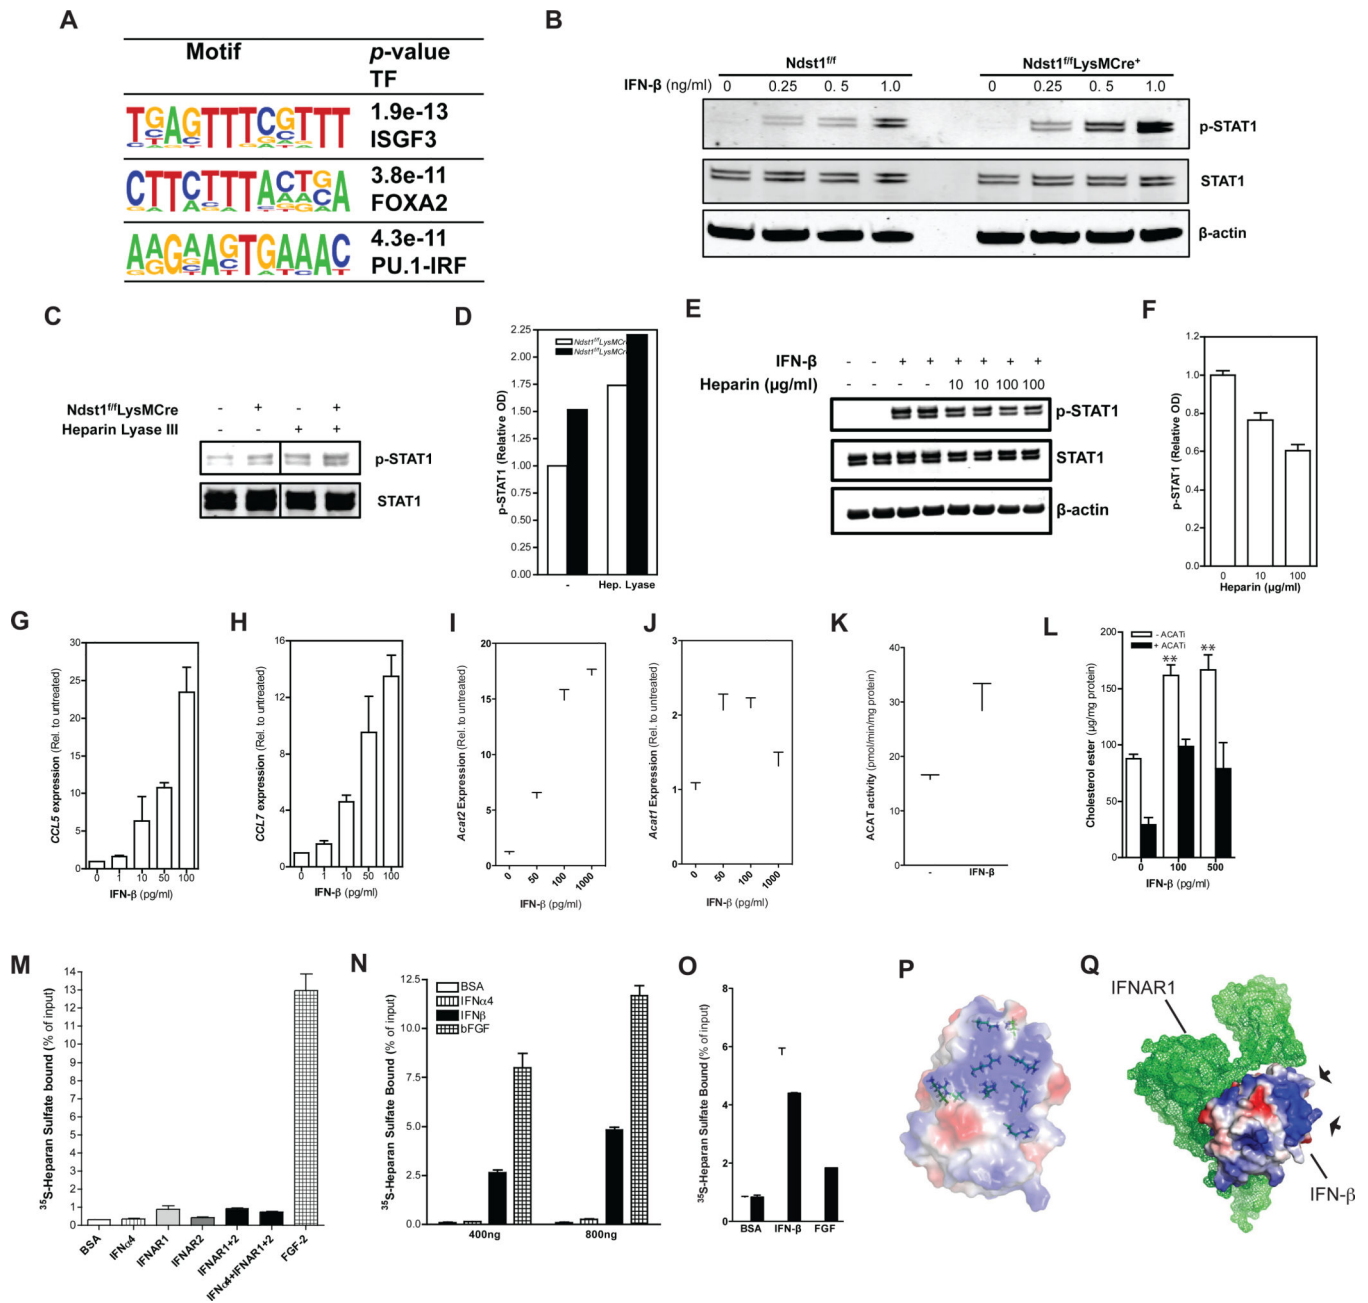 A
Motif
p-value
TF
TGAGTTTCGTTT
1.9e-13
ISGF3
CTTCTTTACTGA
3.8e-11
FOXA2
AAGAAGTGAAAC
4.3e-11
PU.1-IRF
B
Ndst1f/f
Ndst1f/fLysMCre+
IFN-β (ng/ml) 0 0.25 0. 5 1.0 0 0.25 0. 5 1.0
p-STAT1
STAT1
β-actin
C
Ndst1f/fLysMCre - + - +
Heparin Lyase III - - + +
p-STAT1
STAT1
D
p-STAT1 (Relative OD)
2.25
2.00
1.75
1.50
1.25
1.00
0.75
0.50
0.25
0.00
Ndst1f/fLysMCr
Ndst1f/fLysMCr
- Hep. Lyase
E
IFN-β - - + + + + + +
Heparin (µg/ml) - - - - 10 10 100 100
p-STAT1
STAT1
β-actin
F
p-STAT1 (Relative OD)
1.2
1.0
0.8
0.6
0.4
0.2
0.0
0 10 100
Heparin (µg/ml)
G
CCL5 expression (Rel. to untreated)
30
25
20
15
10
5
0
0 1 10 50 100
IFN-β (pg/ml)
H
CCL7 expression (Rel. to untreated)
16
12
8
4
0
0 1 10 50 100
IFN-β (pg/ml)
I
Acat2 Expression (Rel. to untreated)
20
15
10
5
0
0 50 100 1000
IFN-β (pg/ml)
J
Acat1 Expression (Rel. to untreated)
3
2
1
0
0 50 100 1000
IFN-β (pg/ml)
K
ACAT activity (pmol/min/mg protein)
40
30
20
10
0
- IFN-β
L
Cholesterol ester (µg/mg protein)
200
150
100
50
0
- ACATi
+ ACATi
** **
0 100 500
IFN-β (pg/ml)
M
35S-Heparan Sulfate bound (% of input)
14
13
12
11
10
9
8
7
6
5
4
3
2
1
0
BSA
IFNα4
IFNAR1
IFNAR2
IFNAR1+2
IFNα4+IFNAR1+2
FGF-2
N
35S-Heparan Sulfate Bound (% of input)
12.5
10.0
7.5
5.0
2.5
0.0
BSA
IFNα4
IFNβ
bFGF
400ng 800ng
O
35S-Heparan Sulfate Bound (% of input)
8
6
4
2
0
BSA IFN-β FGF
P
Q
IFNAR1
IFN-β